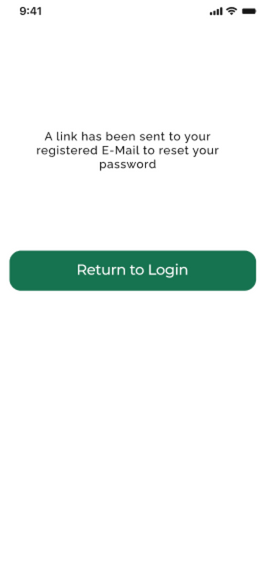 9:41
A link has been sent to your
registered E-Mail to reset your
password
Return to Login